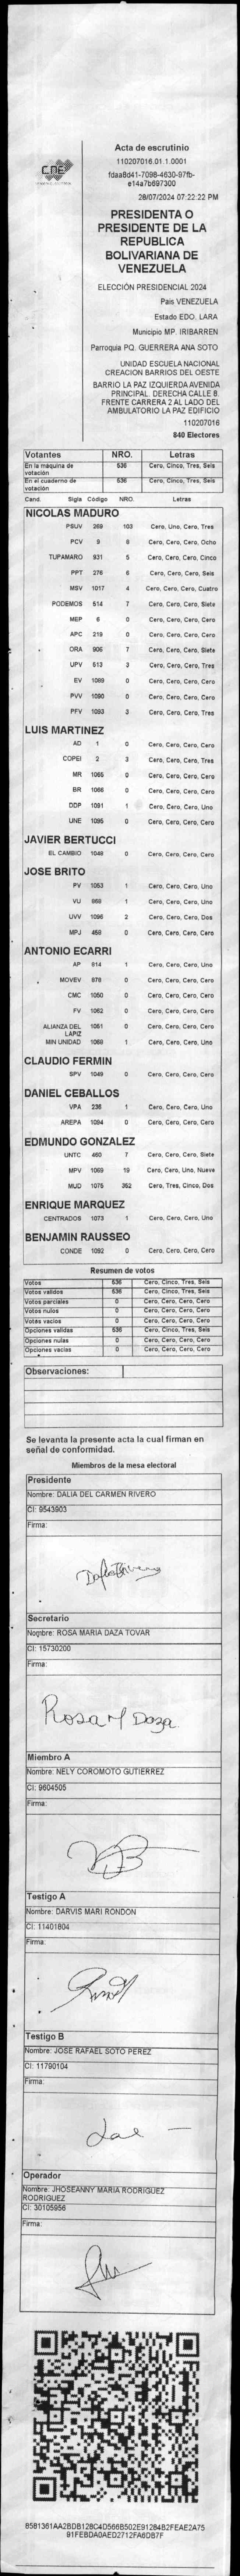 CNE
Acta de escrutinio
110207016.01.1.0001
fdaa8d41-7098-4630-97fb-
e14a7b697300
28/07/2024 07:22:22 PM
PRESIDENTA O
PRESIDENTE DE LA
REPUBLICA
BOLIVARIANA DE
VENEZUELA
ELECCIÓN PRESIDENCIAL 2024
Pais VENEZUELA
Estado EDO. LARA
Municipio MP. IRIBARREN
Parroquia PQ. GUERRERA ANA SOTO
UNIDAD ESCUELA NACIONAL
CREACION BARRIOS DEL OESTE
BARRIO LA PAZ IZQUIERDA AVENIDA
PRINCIPAL. DERECHA CALLE 8.
FRENTE CARRERA 2 AL LADO DEL
AMBULATORIO LA PAZ EDIFICIO
110207016
840 Electores
Votantes NRO. Letras
En la máquina de votación 536 Cero, Cinco, Tres, Seis
En el cuaderno de votación 536 Cero, Cinco, Tres, Seis
Cand. Sigla Código NRO. Letras
NICOLAS MADURO
PSUV 269 103 Cero, Uno, Cero, Tres
PCV 9 8 Cero, Cero, Cero, Ocho
TUPAMARO 931 5 Cero, Cero, Cero, Cinco
PPT 276 6 Cero, Cero, Cero, Seis
MSV 1017 4 Cero, Cero, Cero, Cuatro
PODEMOS 514 7 Cero, Cero, Cero, Siete
MEP 6 0 Cero, Cero, Cero, Cero
APC 219 0 Cero, Cero, Cero, Cero
ORA 906 7 Cero, Cero, Cero, Siete
UPV 613 3 Cero, Cero, Cero, Tres
EV 1089 0 Cero, Cero, Cero, Cero
PVV 1090 0 Cero, Cero, Cero, Cero
PFV 1093 3 Cero, Cero, Cero, Tres
LUIS MARTINEZ
AD 1 0 Cero, Cero, Cero, Cero
COPEI 2 3 Cero, Cero, Cero, Tres
MR 1065 0 Cero, Cero, Cero, Cero
BR 1066 0 Cero, Cero, Cero, Cero
DDP 1091 1 Cero, Cero, Cero, Uno
UNE 1095 0 Cero, Cero, Cero, Cero
JAVIER BERTUCCI
EL CAMBIO 1048 0 Cero, Cero, Cero, Cero
JOSE BRITO
PV 1053 1 Cero, Cero, Cero, Uno
VU 868 1 Cero, Cero, Cero, Uno
UVV 1096 2 Cero, Cero, Cero, Dos
MPJ 458 0 Cero, Cero, Cero, Cero
ANTONIO ECARRI
AP 814 1 Cero, Cero, Cero, Uno
MOVEV 878 0 Cero, Cero, Cero, Cero
CMC 1050 0 Cero, Cero, Cero, Cero
FV 1062 0 Cero, Cero, Cero, Cero
ALIANZA DEL LAPIZ 1051 0 Cero, Cero, Cero, Cero
MIN UNIDAD 1068 1 Cero, Cero, Cero, Uno
CLAUDIO FERMIN
SPV 1049 0 Cero, Cero, Cero, Cero
DANIEL CEBALLOS
VPA 236 1 Cero, Cero, Cero, Uno
AREPA 1094 0 Cero, Cero, Cero, Cero
EDMUNDO GONZALEZ
UNTC 460 7 Cero, Cero, Cero, Siete
MPV 1069 19 Cero, Cero, Uno, Nueve
MUD 1075 352 Cero, Tres, Cinco, Dos
ENRIQUE MARQUEZ
CENTRADOS 1073 1 Cero, Cero, Cero, Uno
BENJAMIN RAUSSEO
CONDE 1092 0 Cero, Cero, Cero, Cero
Resumen de votos
Votos 536 Cero, Cinco, Tres, Seis
Votos válidos 536 Cero, Cinco, Tres, Seis
Votos parciales 0 Cero, Cero, Cero, Cero
Votos nulos 0 Cero, Cero, Cero, Cero
Votos vacíos 0 Cero, Cero, Cero, Cero
Opciones válidas 536 Cero, Cinco, Tres, Seis
Opciones nulas 0 Cero, Cero, Cero, Cero
Opciones vacías 0 Cero, Cero, Cero, Cero
Observaciones:
Se levanta la presente acta la cual firman en
señal de conformidad.
Miembros de la mesa electoral
Presidente
Nombre: DALIA DEL CARMEN RIVERO
CI: 9543903
Firma:
Secretario
Nombre: ROSA MARIA DAZA TOVAR
CI: 15730200
Firma:
Rosa M Daza
Miembro A
Nombre: NELY COROMOTO GUTIERREZ
CI: 9604505
Firma:
Testigo A
Nombre: DARVIS MARI RONDON
CI: 11401804
Firma:
Testigo B
Nombre: JOSE RAFAEL SOTO PEREZ
CI: 11790104
Firma:
Operador
Nombre: JHOSEANNY MARIA RODRIGUEZ
RODRIGUEZ
CI: 30105956
Firma:
8581361AA2BDB128C4D566B502E91284B2FEAE2A75
91FEBDA0AED2712FA6DB7F